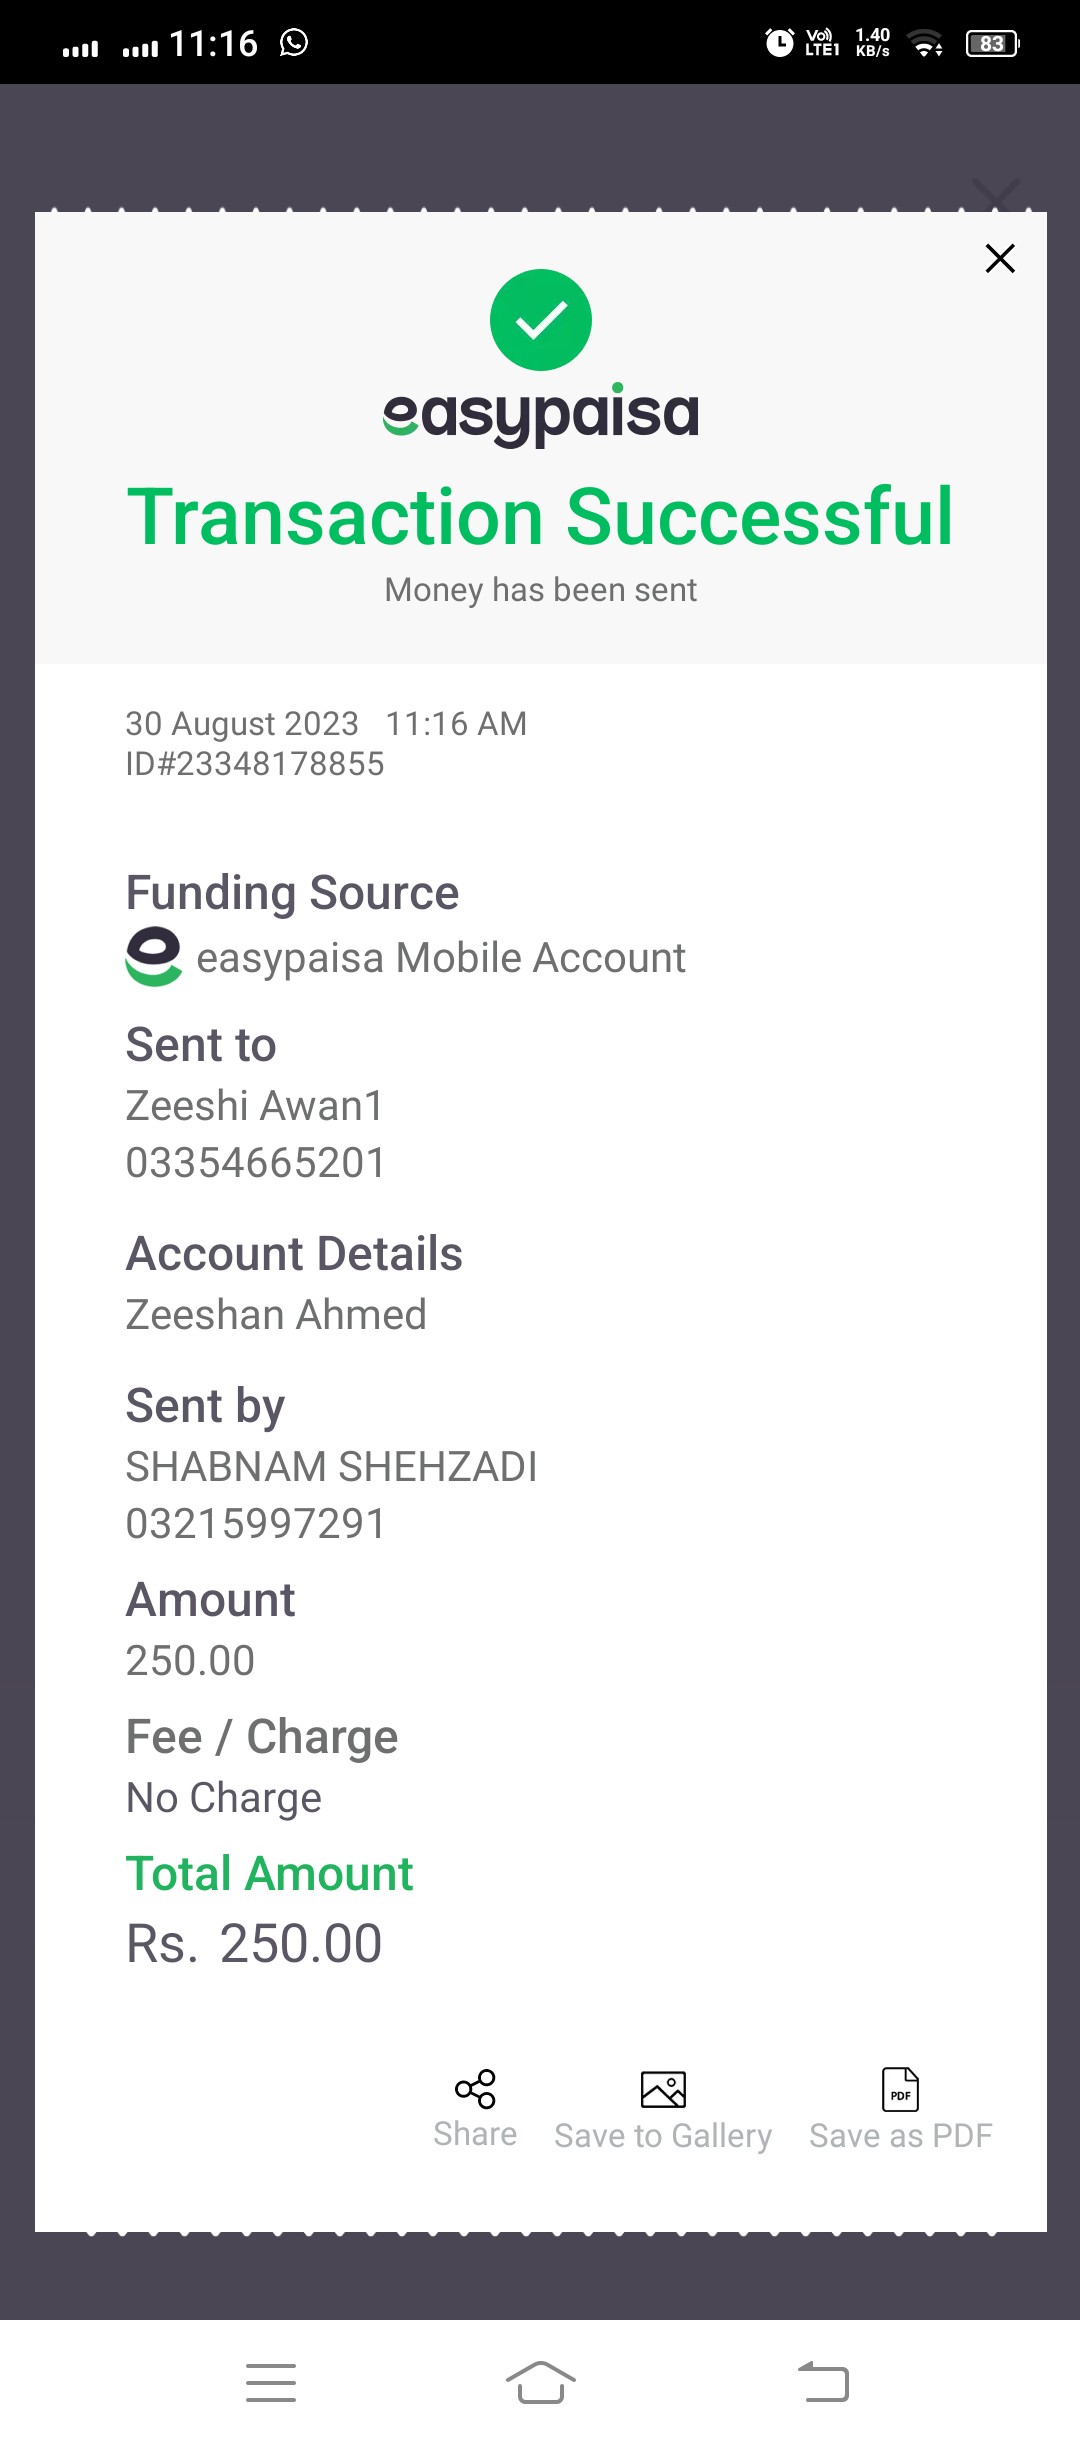 11:16
Vo)) LTE1
1.40 KB/s
83
easypaisa
Transaction Successful
Money has been sent
30 August 2023 11:16 AM
ID#23348178855
Funding Source
easypaisa Mobile Account
Sent to
Zeeshi Awan1
03354665201
Account Details
Zeeshan Ahmed
Sent by
SHABNAM SHEHZADI
03215997291
Amount
250.00
Fee / Charge
No Charge
Total Amount
Rs. 250.00
PDF
Share Save to Gallery Save as PDF